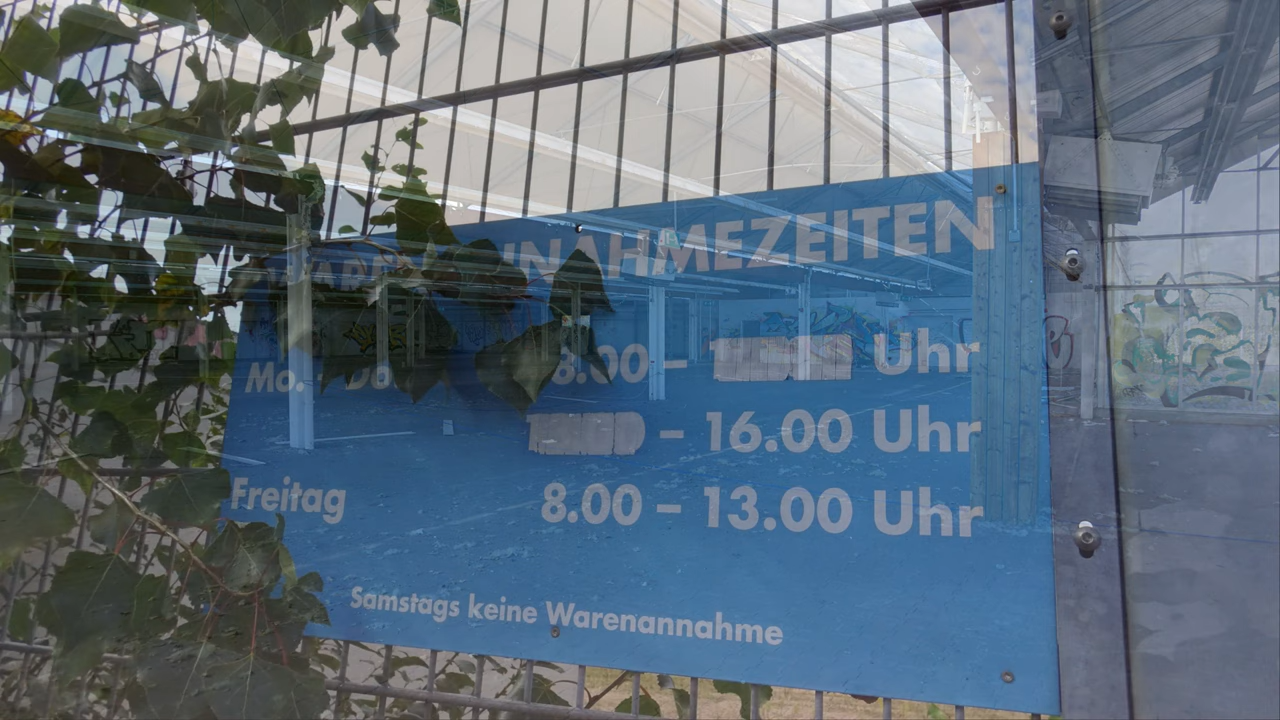 WARENANNAHMEZEITEN
Mo. - Do. 8.00 – Uhr
– 16.00 Uhr
Freitag 8.00 – 13.00 Uhr
Samstags keine Warenannahme